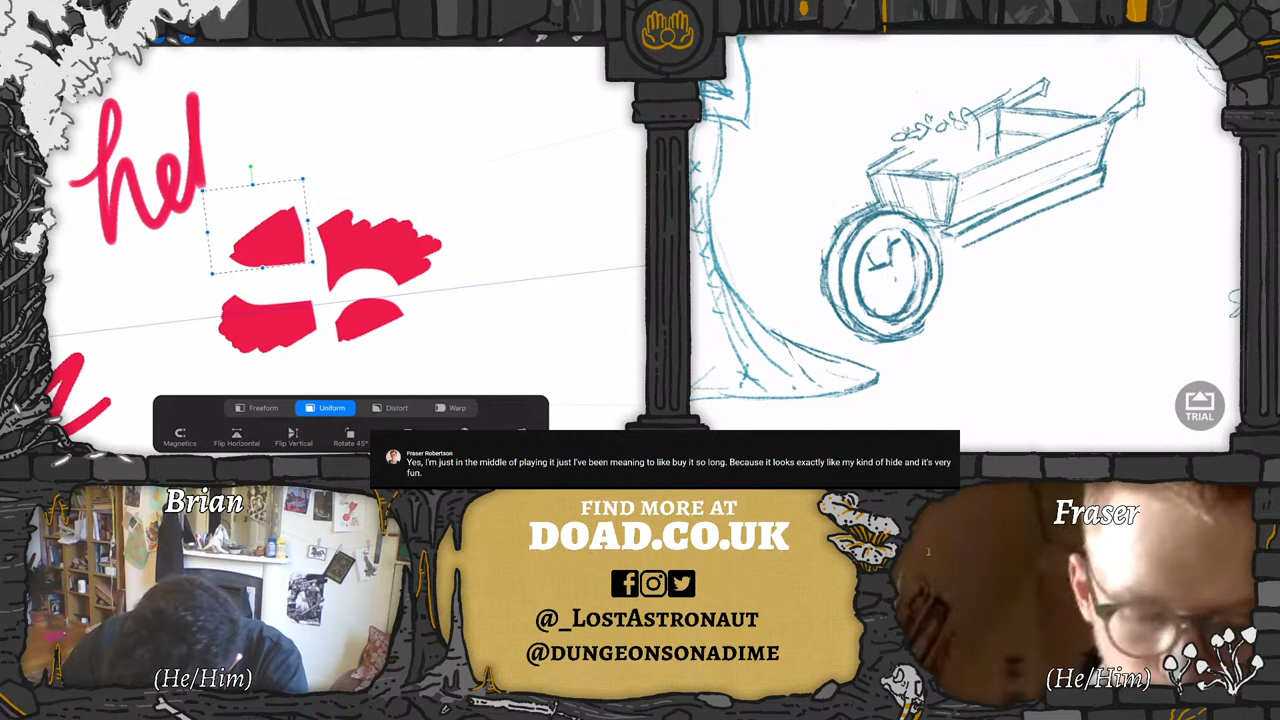 hel
TRIAL
Freeform Uniform Distort Warp
Magnetics Flip Horizontal Flip Vertical Rotate 45°
Fraser Robertson
Yes, I'm just in the middle of playing it just I've been meaning to like buy it so long. Because it looks exactly like my kind of hide and it's very
fun.
Brian
(He/Him)
FIND MORE AT
DOAD.CO.UK
@_LostAstronaut
@dungeonsonadime
Fraser
(He/Him)